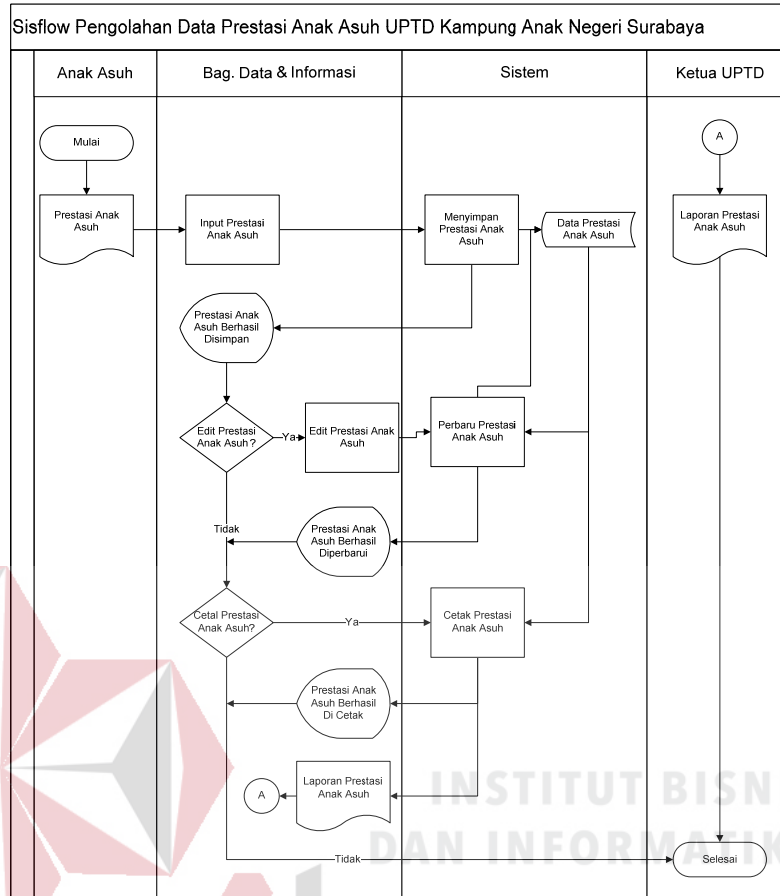 Sisflow Pengolahan Data Prestasi Anak Asuh UPTD Kampung Anak Negeri Surabaya
Anak Asuh
Bag. Data & Informasi
Sistem
Ketua UPTD
Mulai
A
Prestasi Anak
Asuh
Input Prestasi
Anak Asuh
Menyimpan
Prestasi Anak
Asuh
Data Prestasi
Anak Asuh
Laporan Prestasi
Anak Asuh
Prestasi Anak
Asuh Berhasil
Disimpan
Edit Prestasi
Anak Asuh?
Ya
Edit Prestasi Anak
Asuh
Perbaru Prestasi
Anak Asuh
Tidak
Prestasi Anak
Asuh Berhasil
Diperbarui
Cetal Prestasi
Anak Asuh?
Ya
Cetak Prestasi
Anak Asuh
Prestasi Anak
Asuh Berhasil
Di Cetak
A
Laporan Prestasi
Anak Asuh
INSTITUT BISN
DAN INFORMATIK
Tidak
Selesai